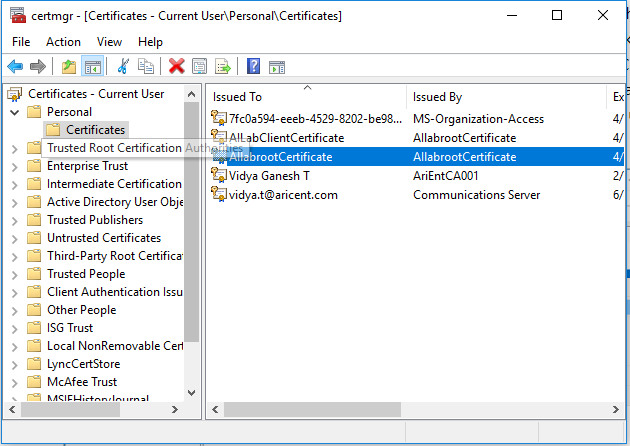 certmgr - [Certificates - Current User\Personal\Certificates]
File Action View Help
Certificates - Current User
Personal
Certificates
Trusted Root Certification Authorities
Enterprise Trust
Intermediate Certification
Active Directory User Obje
Trusted Publishers
Untrusted Certificates
Third-Party Root Certificat
Trusted People
Client Authentication Issu
Other People
ISG Trust
Local NonRemovable Cert
LyncCertStore
McAfee Trust
MSIEHistoryJournal
Issued To Issued By Ex
7fc0a594-eeeb-4529-8202-be98... MS-Organization-Access 4/
AlLabClientCertificate AllabrootCertificate 4/
AllabrootCertificate AllabrootCertificate 4/
Vidya Ganesh T AriEntCA001 2/
vidya.t@aricent.com Communications Server 6/